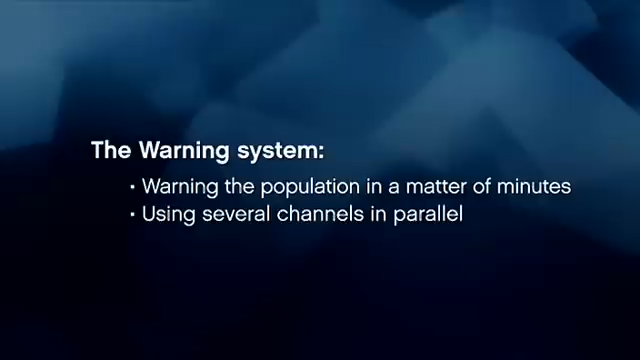 The Warning system:
· Warning the population in a matter of minutes
· Using several channels in parallel